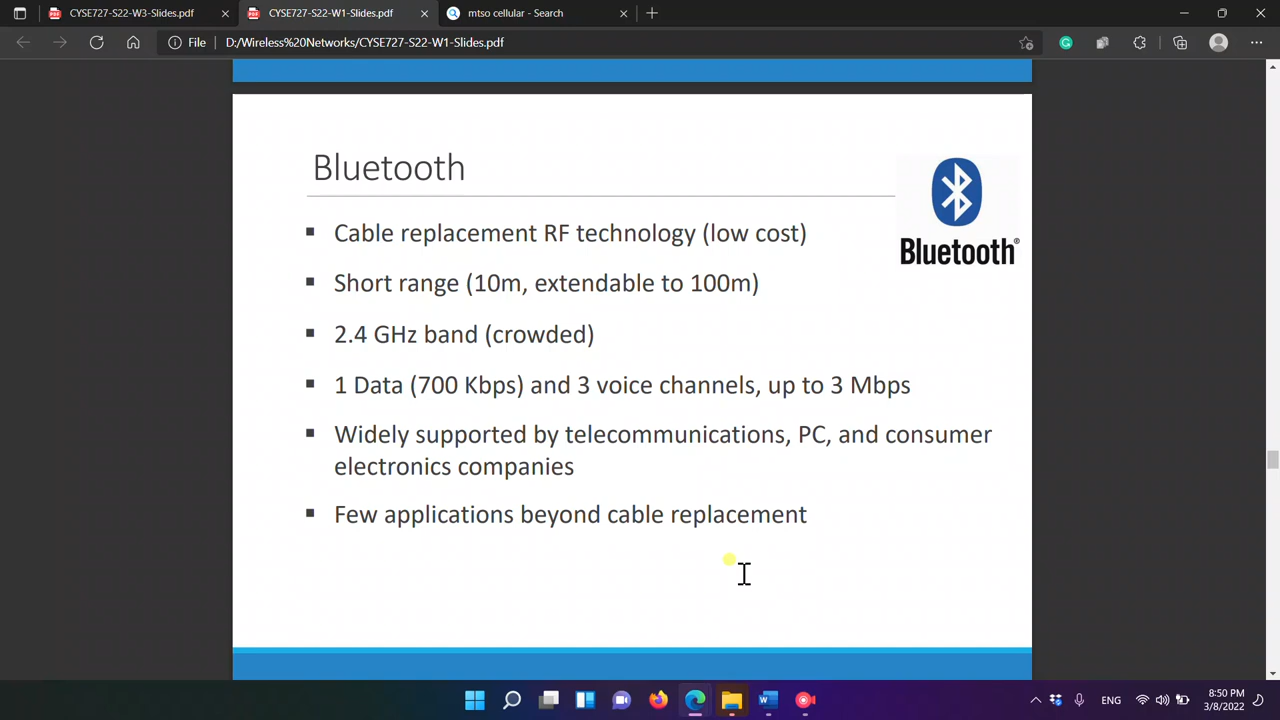 CYSE727-S22-W3-Slides.pdf
CYSE727-S22-W1-Slides.pdf
mtso cellular - Search
File
D:/Wireless%20Networks/CYSE727-S22-W1-Slides.pdf
Bluetooth
Bluetooth®
▪ Cable replacement RF technology (low cost)
▪ Short range (10m, extendable to 100m)
▪ 2.4 GHz band (crowded)
▪ 1 Data (700 Kbps) and 3 voice channels, up to 3 Mbps
▪ Widely supported by telecommunications, PC, and consumer
electronics companies
▪ Few applications beyond cable replacement
ENG
8:50 PM
3/8/2022